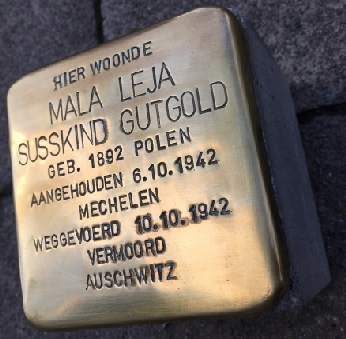 HIER WOONDE
MALA LEJA
SUSSKIND GUTGOLD
GEB. 1892 POLEN
AANGEHOUDEN 6.10.1942
MECHELEN
WEGGEVOERD 10.10.1942
VERMOORD
AUSCHWITZ